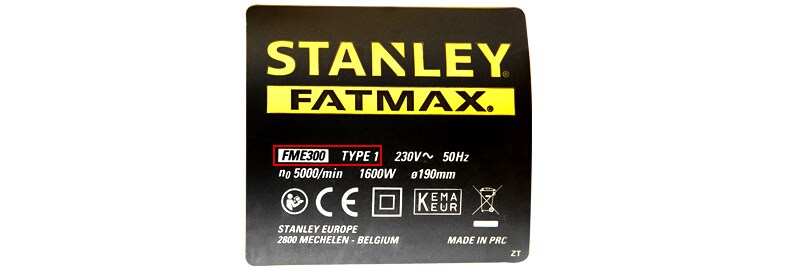 STANLEY®
FATMAX®
FME300 TYPE 1 230V~ 50Hz
n0 5000/min 1600W ø190mm
CE KEMA KEUR
STANLEY EUROPE
2800 MECHELEN - BELGIUM MADE IN PRC
ZT